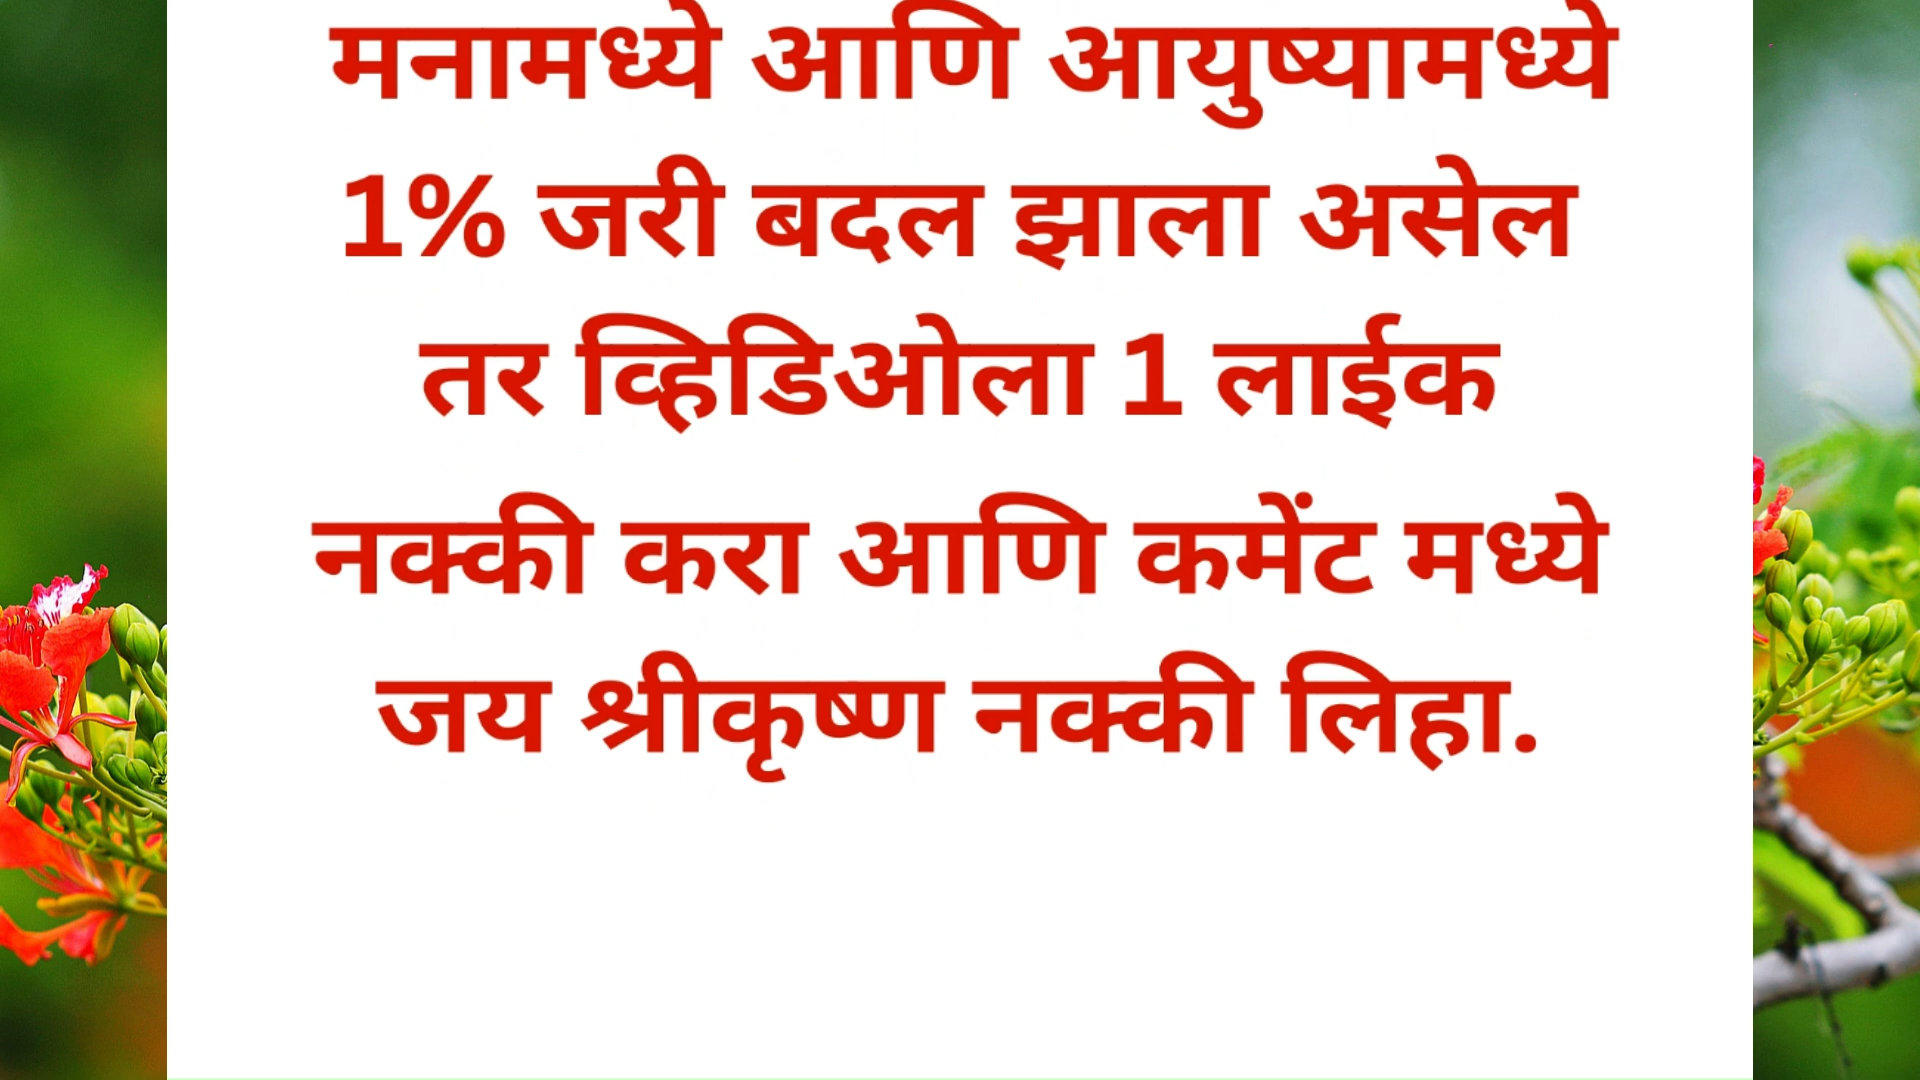 मनामध्ये आणि आयुष्यामध्ये
1% जरी बदल झाला असेल
तर व्हिडिओला 1 लाईक
नक्की करा आणि कमेंट मध्ये
जय श्रीकृष्ण नक्की लिहा.